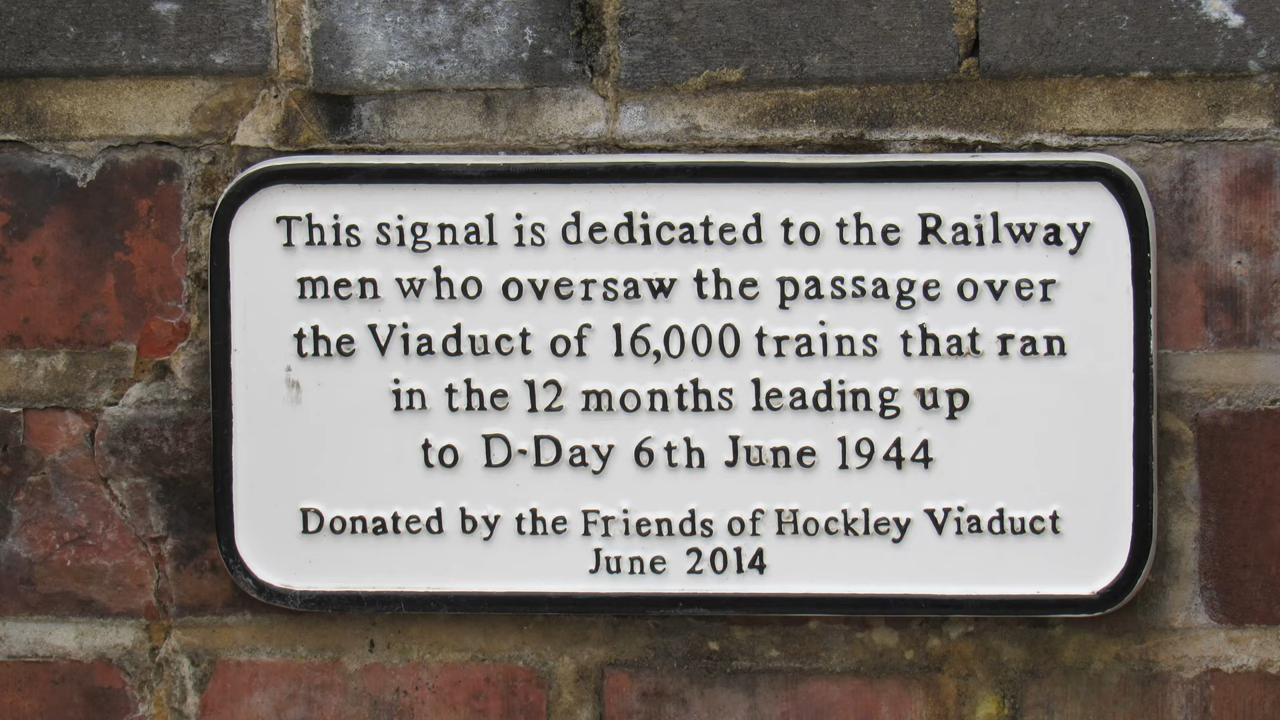 This signal is dedicated to the Railway
men who oversaw the passage over
the Viaduct of 16,000 trains that ran
in the 12 months leading up
to D-Day 6th June 1944
Donated by the Friends of Hockley Viaduct
June 2014